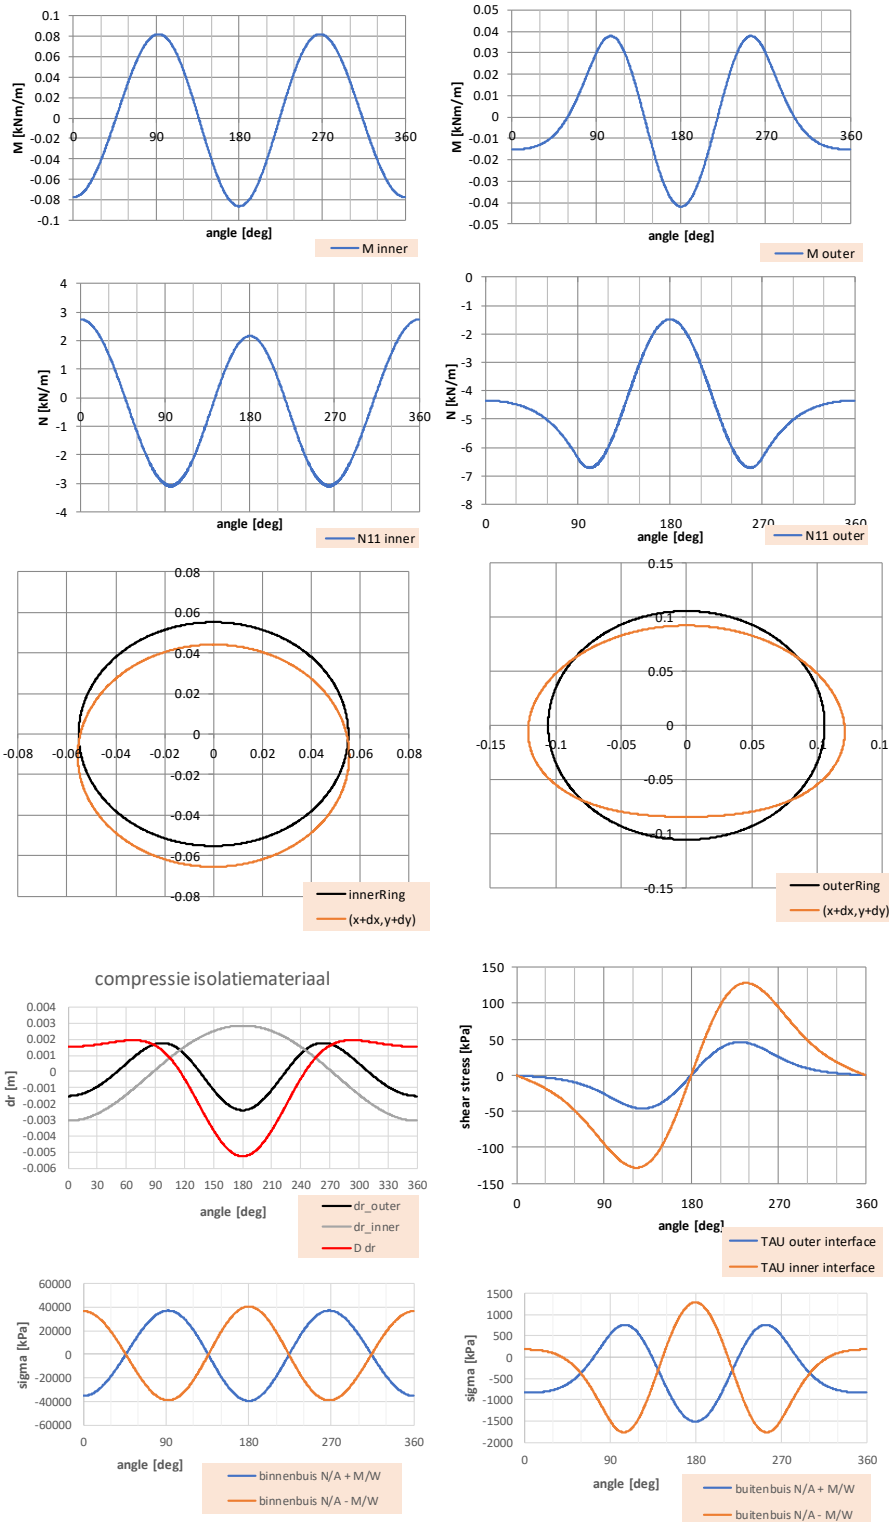 0.1
0.08
0.06
0.04
0.02
0
-0.02
-0.04
-0.06
-0.08
-0.1
0 90 180 270 360
M [kNm/m]
angle [deg]
M inner
0.05
0.04
0.03
0.02
0.01
0
-0.01
-0.02
-0.03
-0.04
-0.05
0 90 180 270 360
M [kNm/m]
angle [deg]
M outer
4
3
2
1
0
-1
-2
-3
-4
0 90 180 270 360
N [kN/m]
angle [deg]
N11 inner
0
-1
-2
-3
-4
-5
-6
-7
-8
0 90 180 270 360
N [kN/m]
angle [deg]
N11 outer
0.08
0.06
0.04
0.02
0
-0.02
-0.04
-0.06
-0.08
-0.08 -0.06 -0.04 -0.02 0 0.02 0.04 0.06 0.08
innerRing
(x+dx,y+dy)
0.15
0.1
0.05
0
-0.05
-0.1
-0.15
-0.15 -0.1 -0.05 0 0.05 0.1 0.1
outerRing
(x+dx,y+dy)
compressie isolatiemateriaal
0.004
0.003
0.002
0.001
0
-0.001
-0.002
-0.003
-0.004
-0.005
-0.006
0 30 60 90 120 150 180 210 240 270 300 330 360
dr [m]
angle [deg]
dr_outer
dr_inner
D dr
150
100
50
0
-50
-100
-150
0 90 180 270 360
shear stress [kPa]
angle [deg]
TAU outer interface
TAU inner interface
60000
40000
20000
0
-20000
-40000
-60000
0 90 180 270 360
sigma [kPa]
angle [deg]
binnenbuis N/A + M/W
binnenbuis N/A - M/W
1500
1000
500
0
-500
-1000
-1500
-2000
0 90 180 270 360
sigma [kPa]
angle [deg]
buitenbuis N/A + M/W
buitenbuis N/A - M/W